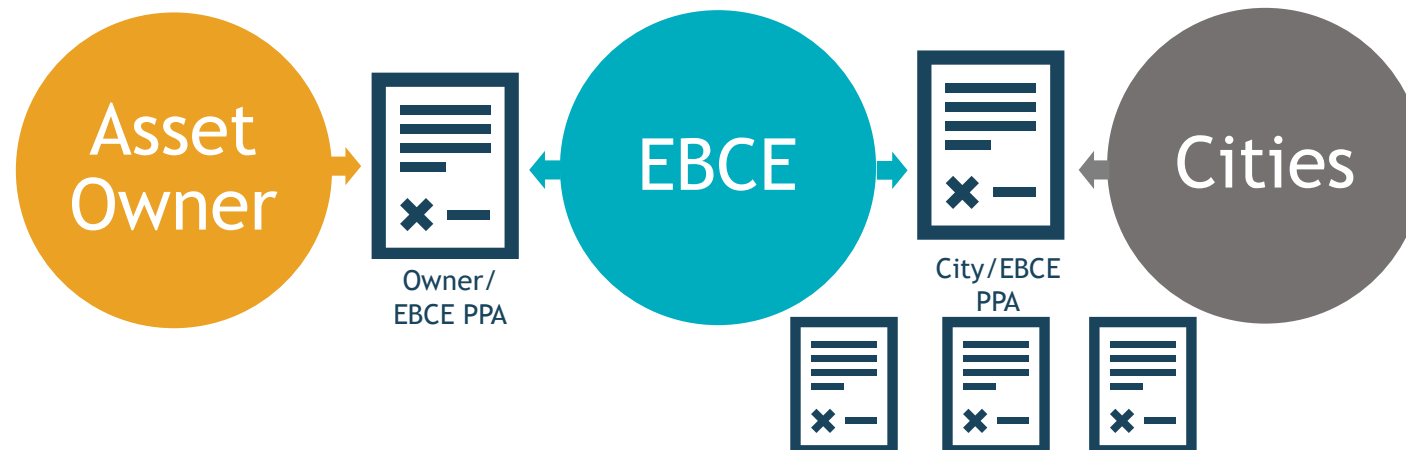 Asset
Owner
Owner/
EBCE PPA
EBCE
City/EBCE
PPA
Cities